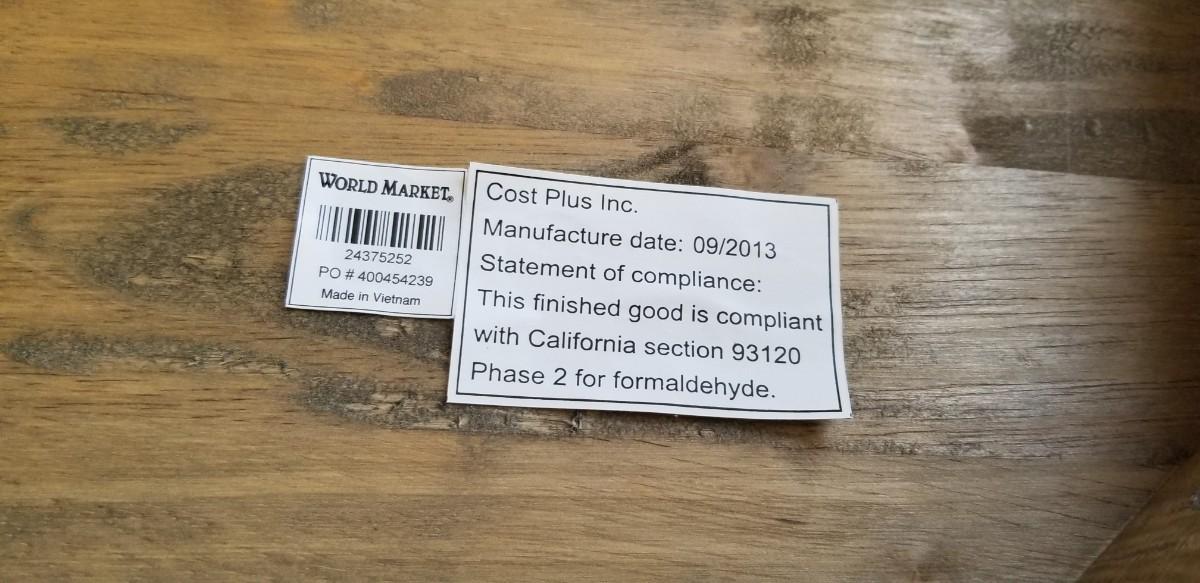 WORLD MARKET®
24375252
PO # 400454239
Made in Vietnam
Cost Plus Inc.
Manufacture date: 09/2013
Statement of compliance:
This finished good is compliant
with California section 93120
Phase 2 for formaldehyde.